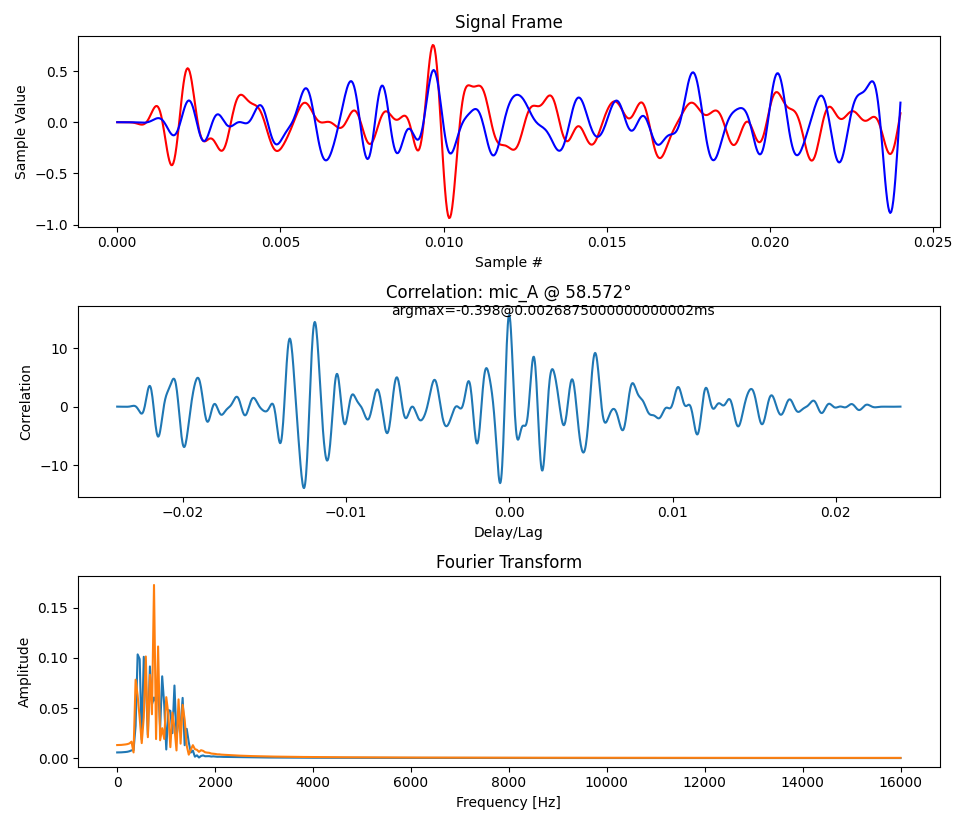 Signal Frame
0.5
0.0
−0.5
−1.0
Sample Value
0.000 0.005 0.010 0.015 0.020 0.025
Sample #
Correlation: mic_A @ 58.572°
argmax=-0.398@0.0026875000000000002ms
10
0
−10
Correlation
−0.02 −0.01 0.00 0.01 0.02
Delay/Lag
Fourier Transform
0.15
0.10
0.05
0.00
Amplitude
0 2000 4000 6000 8000 10000 12000 14000 16000
Frequency [Hz]